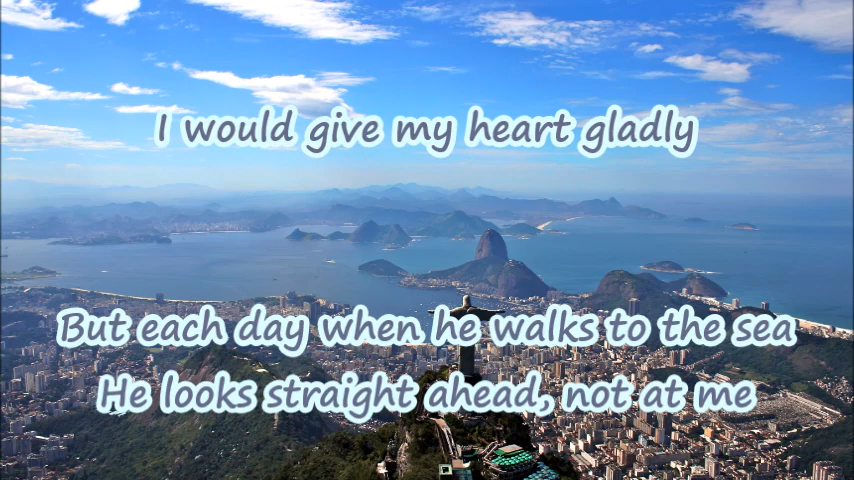 I would give my heart gladly
But each day when he walks to the sea
He looks straight ahead, not at me